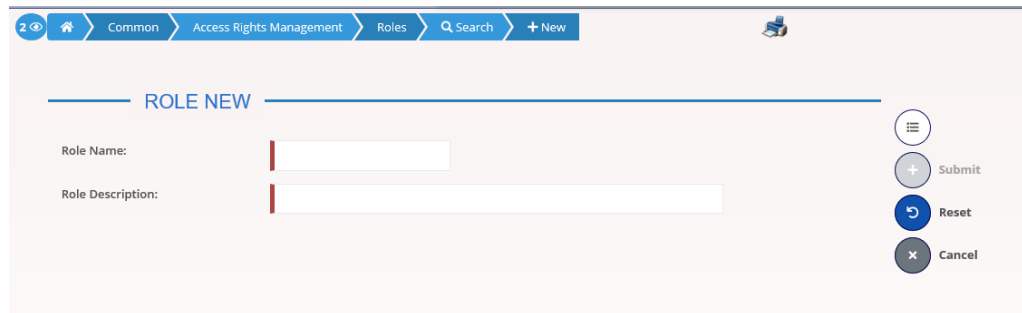 2 Common Access Rights Management Roles Search + New
ROLE NEW
Role Name:
Submit
Role Description:
Reset
Cancel